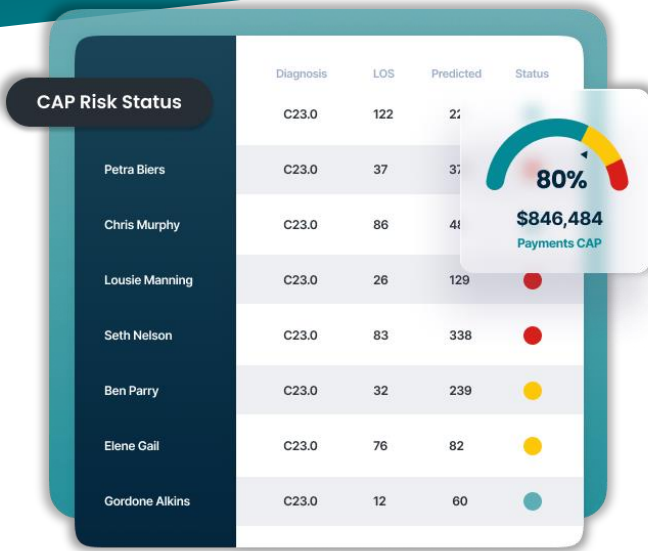 Diagnosis LOS Predicted Status
CAP Risk Status
C23.0 122
Petra Biers C23.0 37
80%
Chris Murphy C23.0 86
$846,484
Payments CAP
Lousie Manning C23.0 26 129
Seth Nelson C23.0 83 338
Ben Parry C23.0 32 239
Elene Gail C23.0 76 82
Gordone Alkins C23.0 12 60